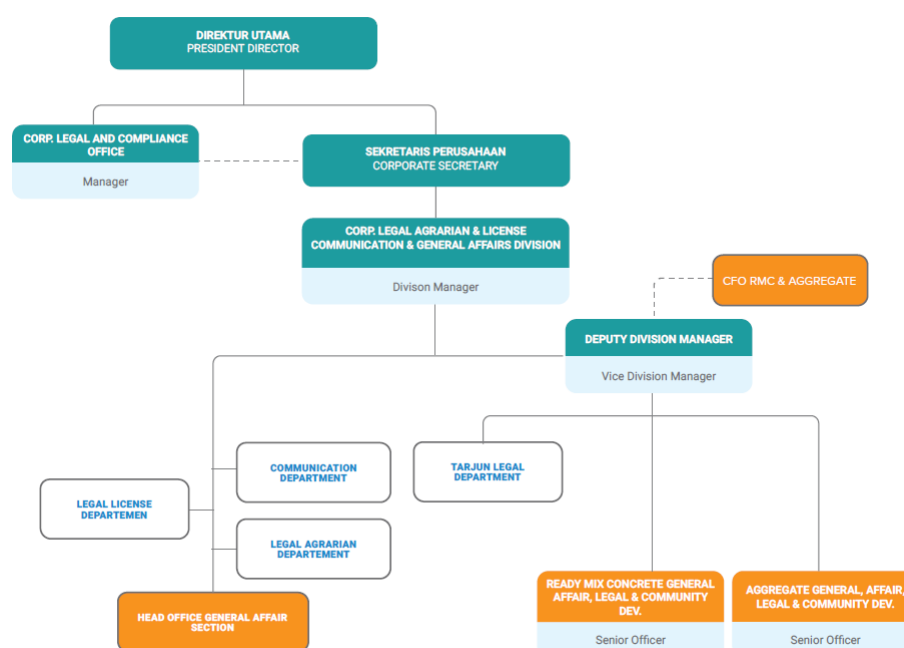 DIREKTUR UTAMA
PRESIDENT DIRECTOR
CORP. LEGAL AND COMPLIANCE
OFFICE
Manager
SEKRETARIS PERUSAHAAN
CORPORATE SECRETARY
CORP. LEGAL AGRARIAN & LICENSE
COMMUNICATION & GENERAL AFFAIRS DIVISION
Divison Manager
CFO RMC & AGGREGATE
DEPUTY DIVISION MANAGER
Vice Division Manager
COMMUNICATION
DEPARTMENT
TARJUN LEGAL
DEPARTMENT
LEGAL LICENSE
DEPARTEMEN
LEGAL AGRARIAN
DEPARTEMENT
HEAD OFFICE GENERAL AFFAIR
SECTION
READY MIX CONCRETE GENERAL
AFFAIR, LEGAL & COMMUNITY
DEV.
Senior Officer
AGGREGATE GENERAL, AFFAIR,
LEGAL & COMMUNITY DEV.
Senior Officer